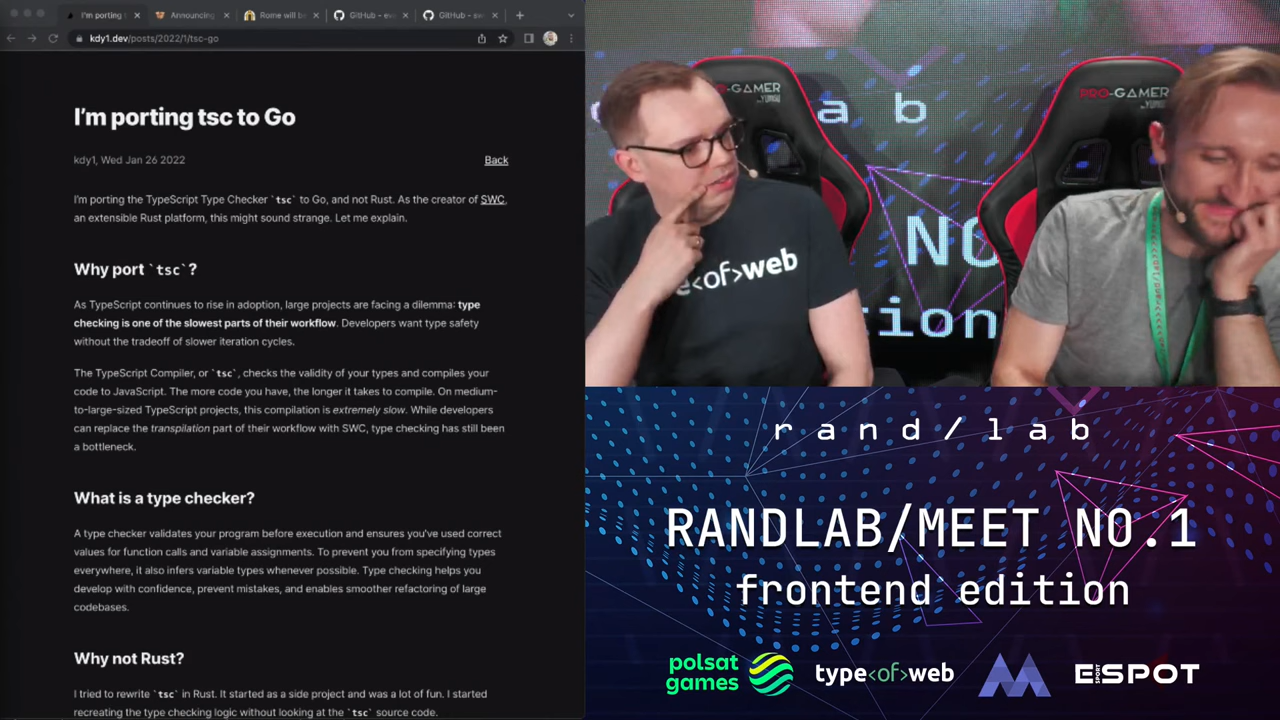 I'm porting
Announcing
Rome will b
GitHub - ev
GitHub - sw
kdy1.dev/posts/2022/1/tsc-go
I'm porting tsc to Go
kdy1, Wed Jan 26 2022
Back
I'm porting the TypeScript Type Checker `tsc` to Go, and not Rust. As the creator of SWC,
an extensible Rust platform, this might sound strange. Let me explain.
Why port `tsc`?
As TypeScript continues to rise in adoption, large projects are facing a dilemma: type
checking is one of the slowest parts of their workflow. Developers want type safety
without the tradeoff of slower iteration cycles.
The TypeScript Compiler, or `tsc`, checks the validity of your types and compiles your
code to JavaScript. The more code you have, the longer it takes to compile. On medium-
to-large-sized TypeScript projects, this compilation is extremely slow. While developers
can replace the transpilation part of their workflow with SWC, type checking has still been
a bottleneck.
What is a type checker?
A type checker validates your program before execution and ensures you've used correct
values for function calls and variable assignments. To prevent you from specifying types
everywhere, it also infers variable types whenever possible. Type checking helps you
develop with confidence, prevent mistakes, and enables smoother refactoring of large
codebases.
Why not Rust?
I tried to rewrite `tsc` in Rust. It started as a side project and was a lot of fun. I started
recreating the type checking logic without looking at the `tsc` source code.
O-GAMER
PRO-GAMER
a b
NO
tion
e<of>web
rand/lab
RANDLAB/MEET NO.1
frontend edition
polsat
games
type<of>web
ESPORT
SPOT